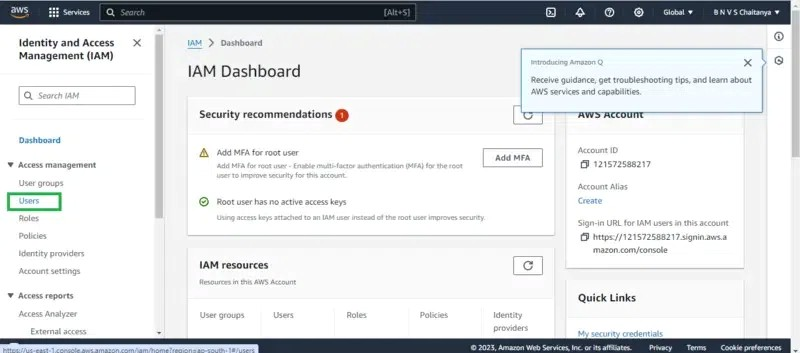 aws Services Search [Alt+S] Global B N V S Chaitanya
Identity and Access
Management (IAM)
Search IAM
Dashboard
Access management
User groups
Users
Roles
Policies
Identity providers
Account settings
Access reports
Access Analyzer
External access
IAM > Dashboard
IAM Dashboard
Introducing Amazon Q
Receive guidance, get troubleshooting tips, and learn about
AWS services and capabilities.
Security recommendations 1
Add MFA for root user
Add MFA for root user - Enable multi-factor authentication (MFA) for the root
user to improve security for this account.
Add MFA
Root user has no active access keys
Using access keys attached to an IAM user instead of the root user improves security.
IAM resources
Resources in this AWS Account
User groups Users Roles Policies Identity
providers
AWS Account
Account ID
121572588217
Account Alias
Create
Sign-in URL for IAM users in this account
https://121572588217.signin.aws.a
mazon.com/console
Quick Links
My security credentials
https://us-east-1.console.aws.amazon.com/iam/home?region=ap-south-1#/users
© 2023, Amazon Web Services, Inc. or its affiliates. Privacy Terms Cookie preferences